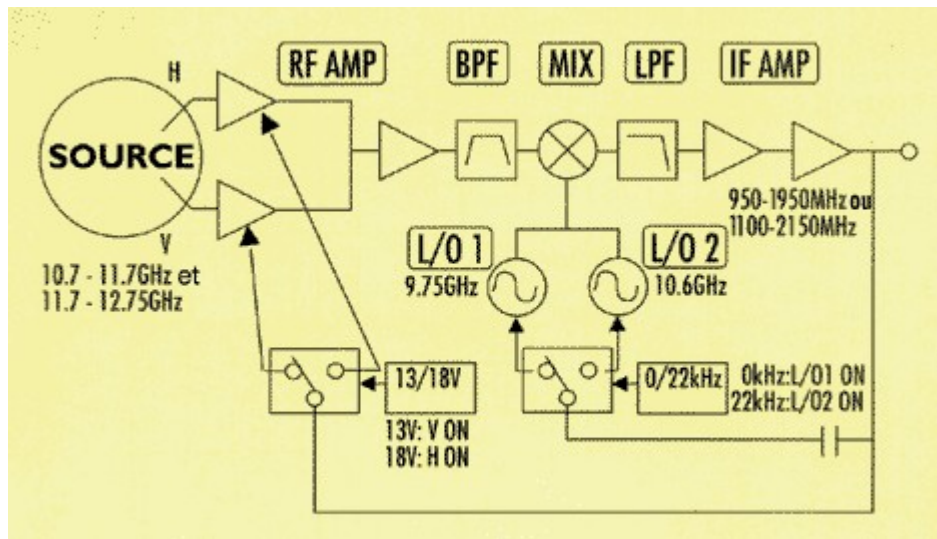 H
RF AMP
BPF
MIX
LPF
IF AMP
SOURCE
V
10.7 - 11.7GHz et
11.7 - 12.75GHz
950-1950MHz ou
1100-2150MHz
L/O 1
9.75GHz
L/O 2
10.6GHz
13/18V
13V: V ON
18V: H ON
0/22kHz
0kHz:L/O1 ON
22kHz:L/O2 ON